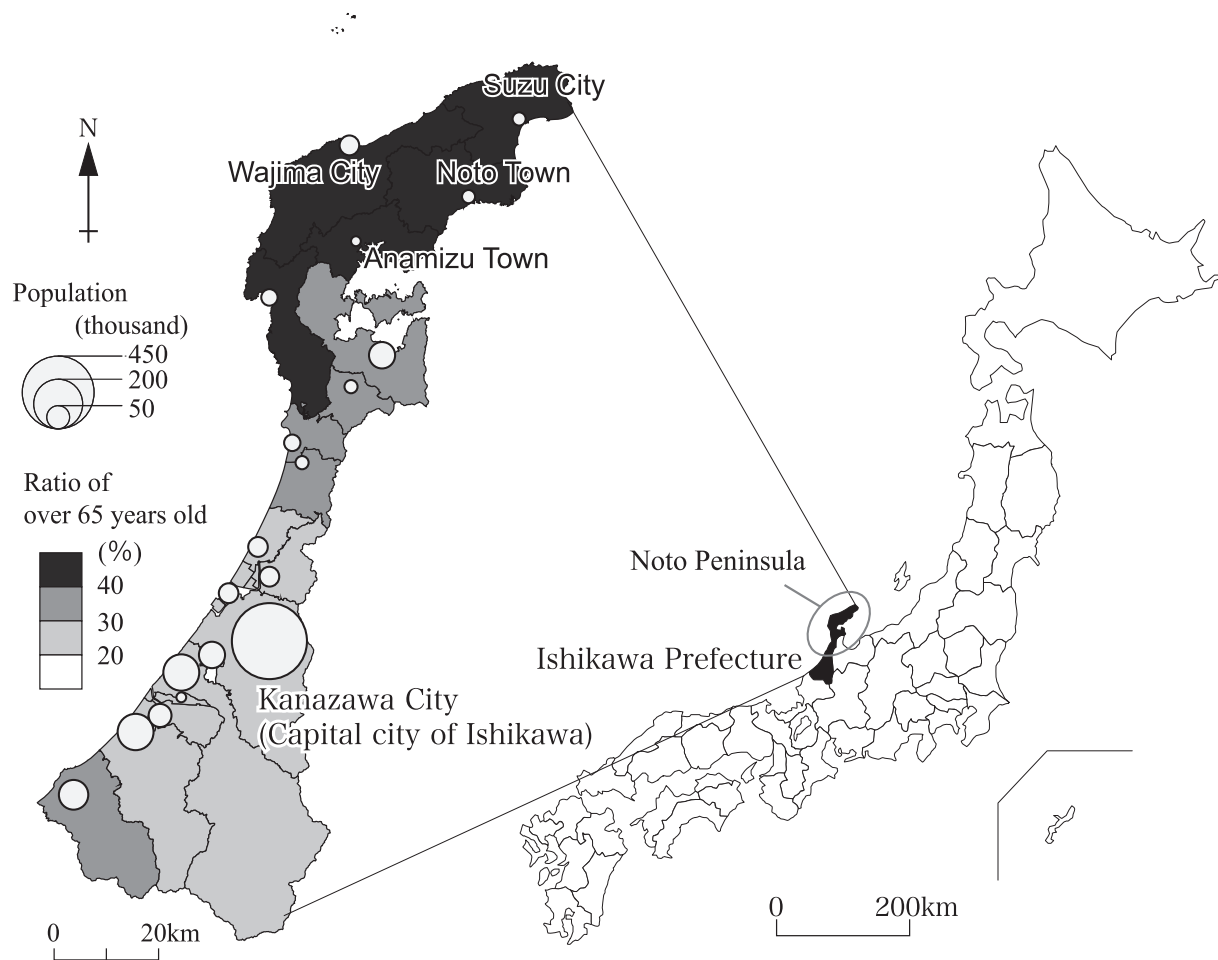 Suzu City
N
Wajima City
Noto Town
Anamizu Town
Population
(thousand)
450
200
50
Ratio of
over 65 years old
(%)
40
30
20
Noto Peninsula
Ishikawa Prefecture
Kanazawa City
(Capital city of Ishikawa)
0 200km
0 20km